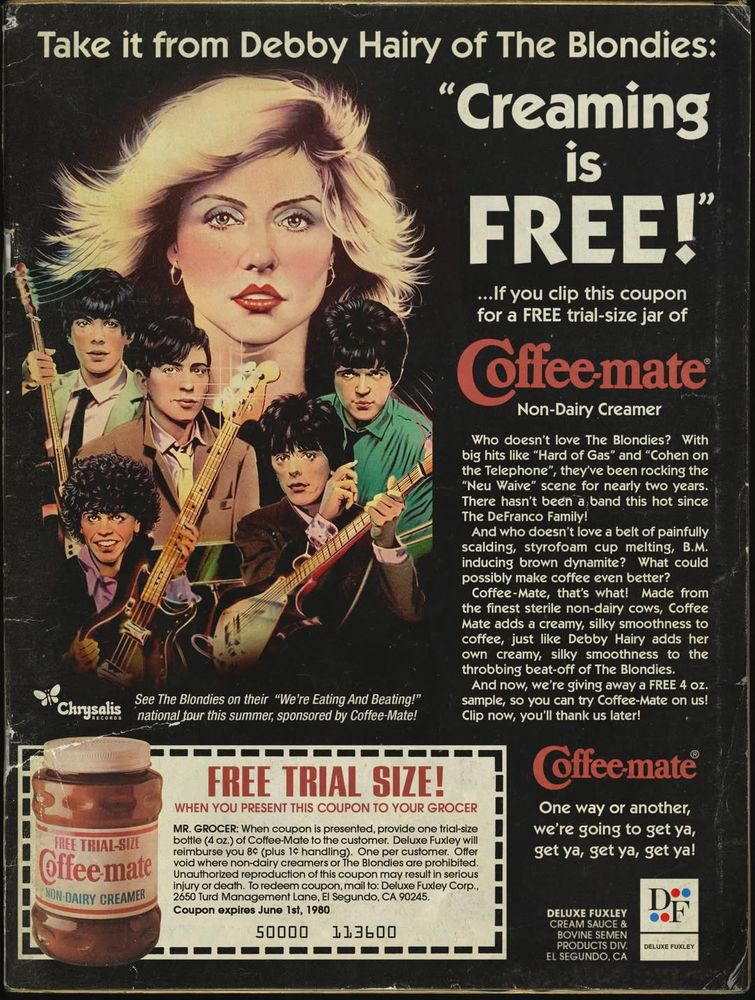 Take it from Debby Hairy of The Blondies:
“Creaming
is
FREE!”
...If you clip this coupon
for a FREE trial-size jar of
Coffee-mate®
Non-Dairy Creamer
Who doesn't love The Blondies? With
big hits like “Hard of Gas” and “Cohen on
the Telephone”, they've been rocking the
“Neu Waive” scene for nearly two years.
There hasn't been a band this hot since
The DeFranco Family!
And who doesn't love a belt of painfully
scalding, styrofoam cup melting, B.M.
inducing brown dynamite? What could
possibly make coffee even better?
Coffee-Mate, that's what! Made from
the finest sterile non-dairy cows, Coffee
Mate adds a creamy, silky smoothness to
coffee, just like Debby Hairy adds her
own creamy, silky smoothness to the
throbbing beat-off of The Blondies.
And now, we're giving away a FREE 4 oz.
sample, so you can try Coffee-Mate on us!
Clip now, you'll thank us later!
Chrysalis
RECORDS
See The Blondies on their “We're Eating And Beating!”
national tour this summer, sponsored by Coffee-Mate!
FREE TRIAL SIZE!
WHEN YOU PRESENT THIS COUPON TO YOUR GROCER
MR. GROCER: When coupon is presented, provide one trial-size
bottle (4 oz.) of Coffee-Mate to the customer. Deluxe Fuxley will
reimburse you 8¢ (plus 1¢ handling). One per customer. Offer
void where non-dairy creamers or The Blondies are prohibited.
Unauthorized reproduction of this coupon may result in serious
injury or death. To redeem coupon, mail to: Deluxe Fuxley Corp.,
2650 Turd Management Lane, El Segundo, CA 90245.
Coupon expires June 1st, 1980
50000 113600
FREE TRIAL-SIZE
Coffee-mate
NON-DAIRY CREAMER
Coffee-mate®
One way or another,
we're going to get ya,
get ya, get ya, get ya!
DELUXE FUXLEY
CREAM SAUCE &
BOVINE SEMEN
PRODUCTS DIV.
EL SEGUNDO, CA
DF
DELUXE FUXLEY